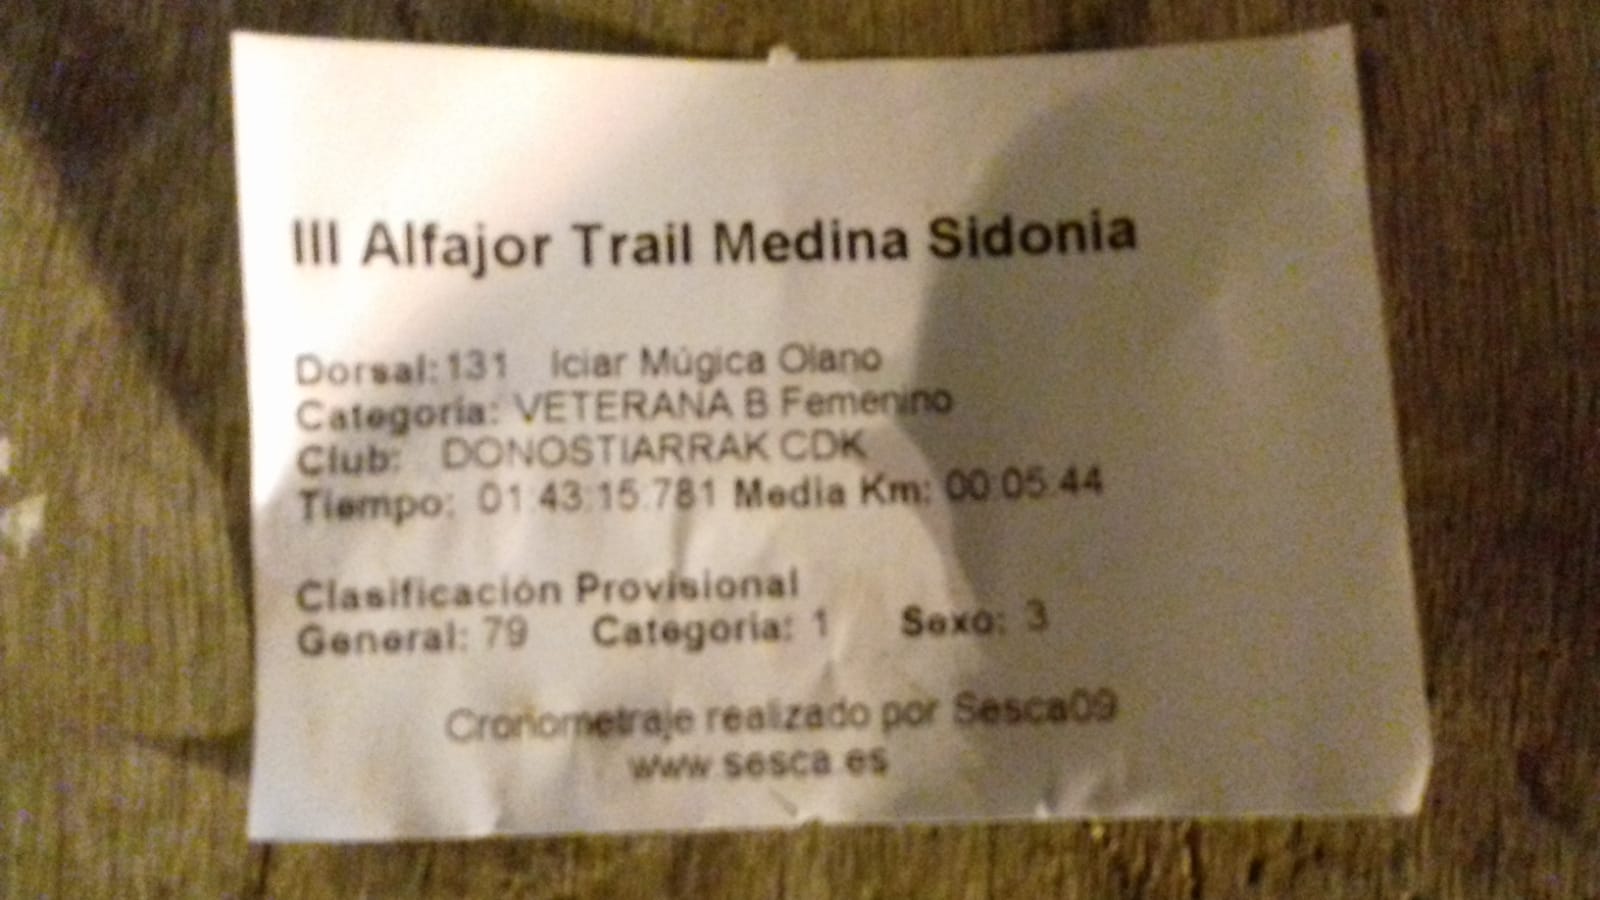 III Alfajor Trail Medina Sidonia
Dorsal: 131 Iciar Múgica Olano
Categoria: VETERANA B Femenino
Club: DONOSTIARRAK CDK
Tiempo: 01:43:15.781 Media Km: 00:05:44
Clasificación Provisional
General: 79 Categoria: 1 Sexo: 3
Cronometraje realizado por Sesca09
www.sesca.es